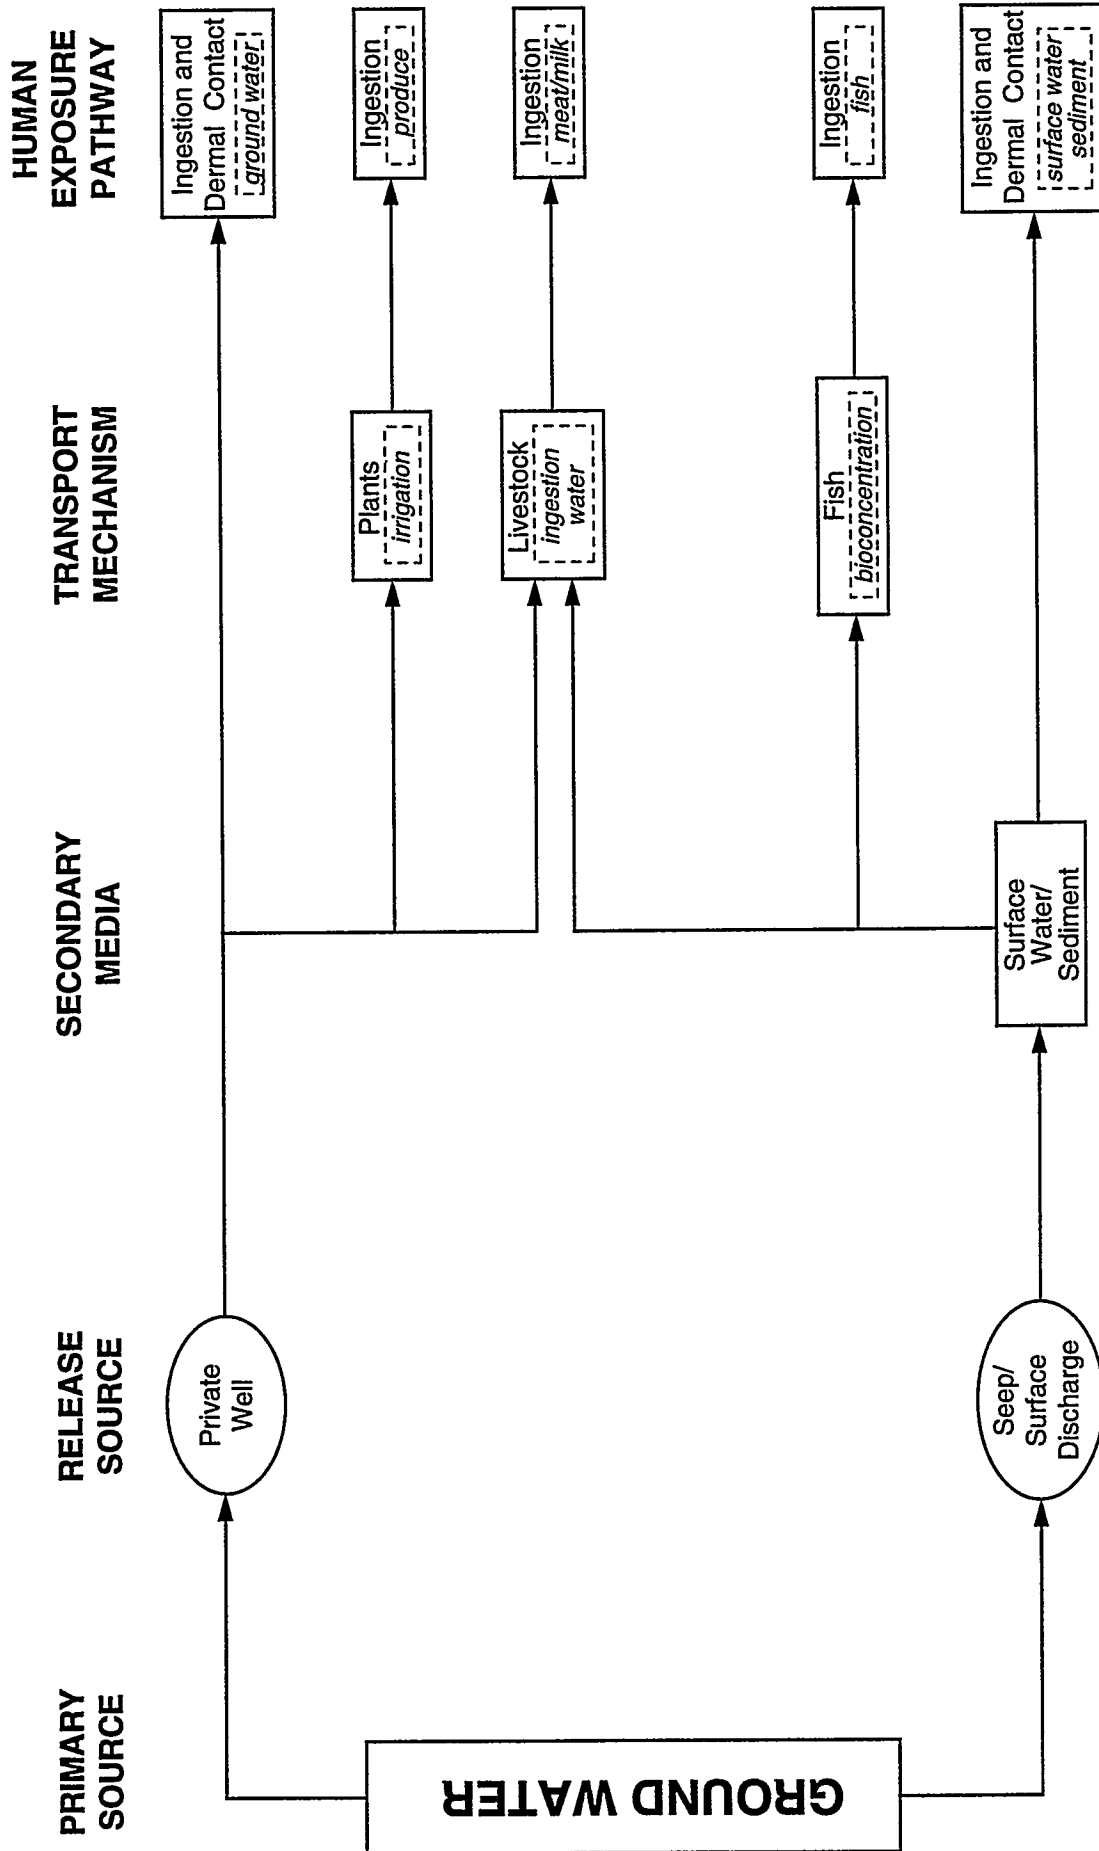 PRIMARY
SOURCE
RELEASE
SOURCE
SECONDARY
MEDIA
TRANSPORT
MECHANISM
HUMAN
EXPOSURE
PATHWAY
GROUND WATER
Private
Well
Seep/
Surface
Discharge
Surface
Water/
Sediment
Plants
irrigation
Livestock
ingestion
water
Fish
bioconcentration
Ingestion and
Dermal Contact
ground water
Ingestion
produce
Ingestion
meat/milk
Ingestion
fish
Ingestion and
Dermal Contact
surface water
sediment